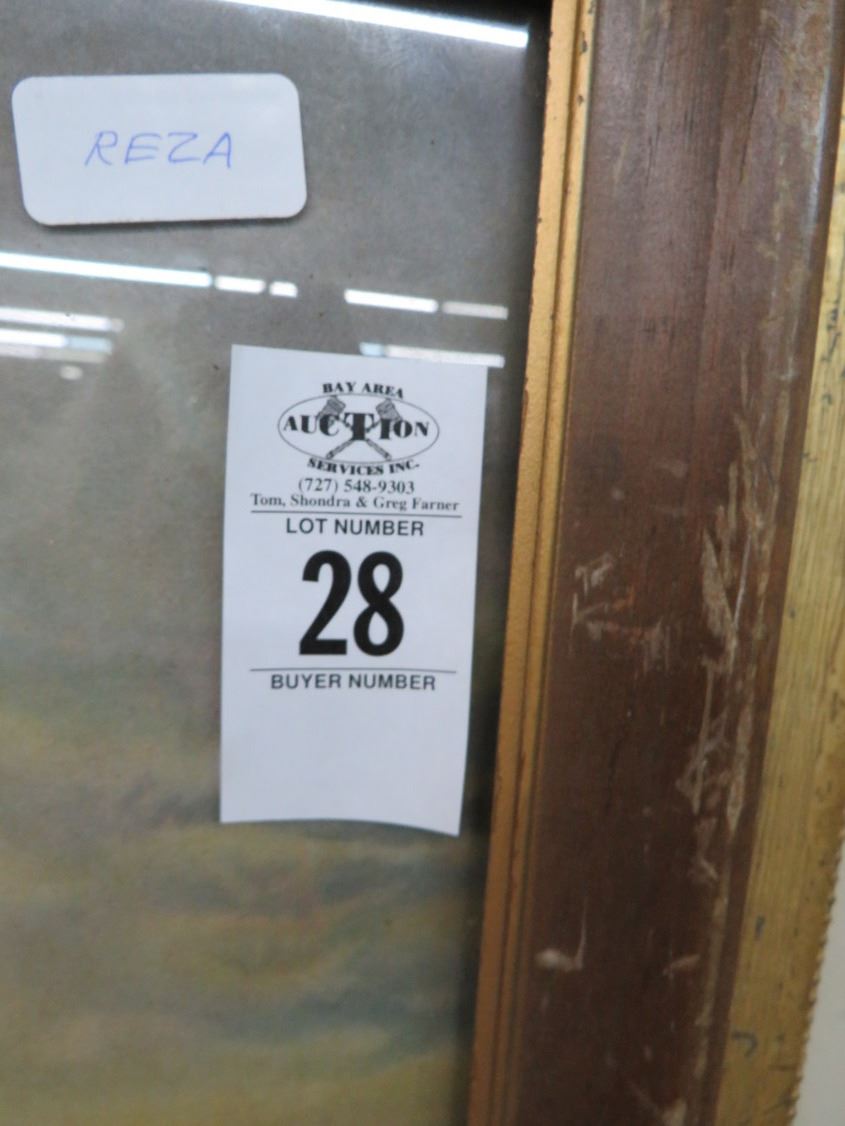 REZA
BAY AREA
AUCTION
SERVICES INC.
(727) 548-9303
Tom, Shondra & Greg Farner
LOT NUMBER
28
BUYER NUMBER